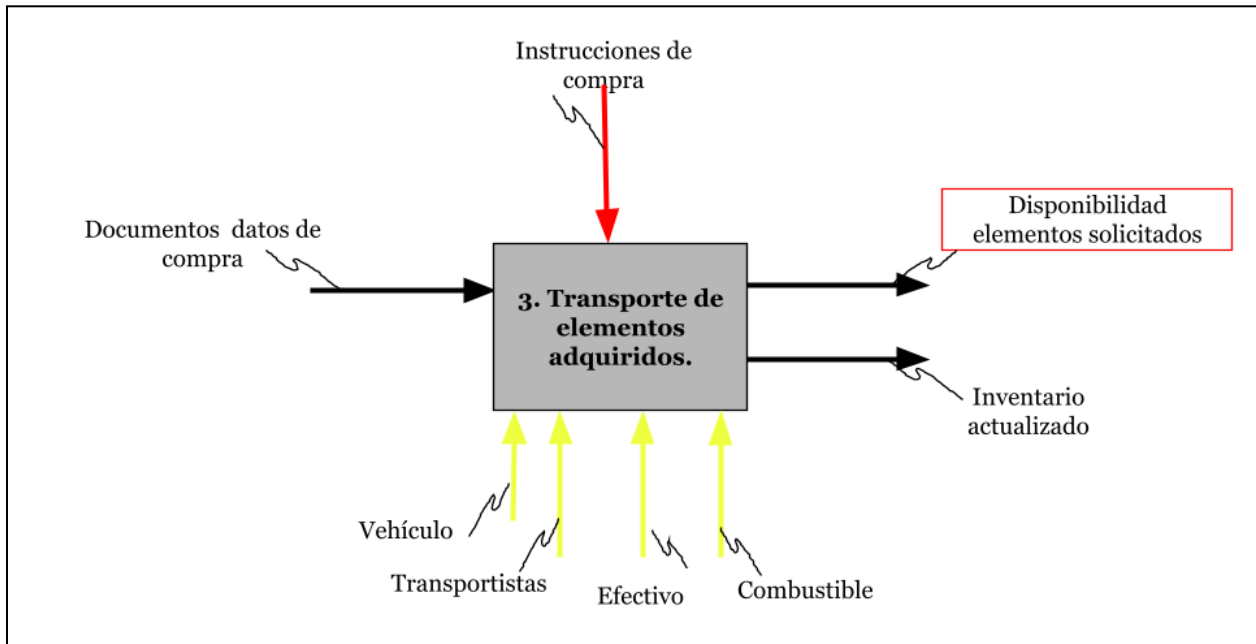 Instrucciones de
compra
Documentos datos de
compra
Disponibilidad
elementos solicitados
3. Transporte de
elementos
adquiridos.
Inventario
actualizado
Vehículo
Transportistas
Efectivo
Combustible